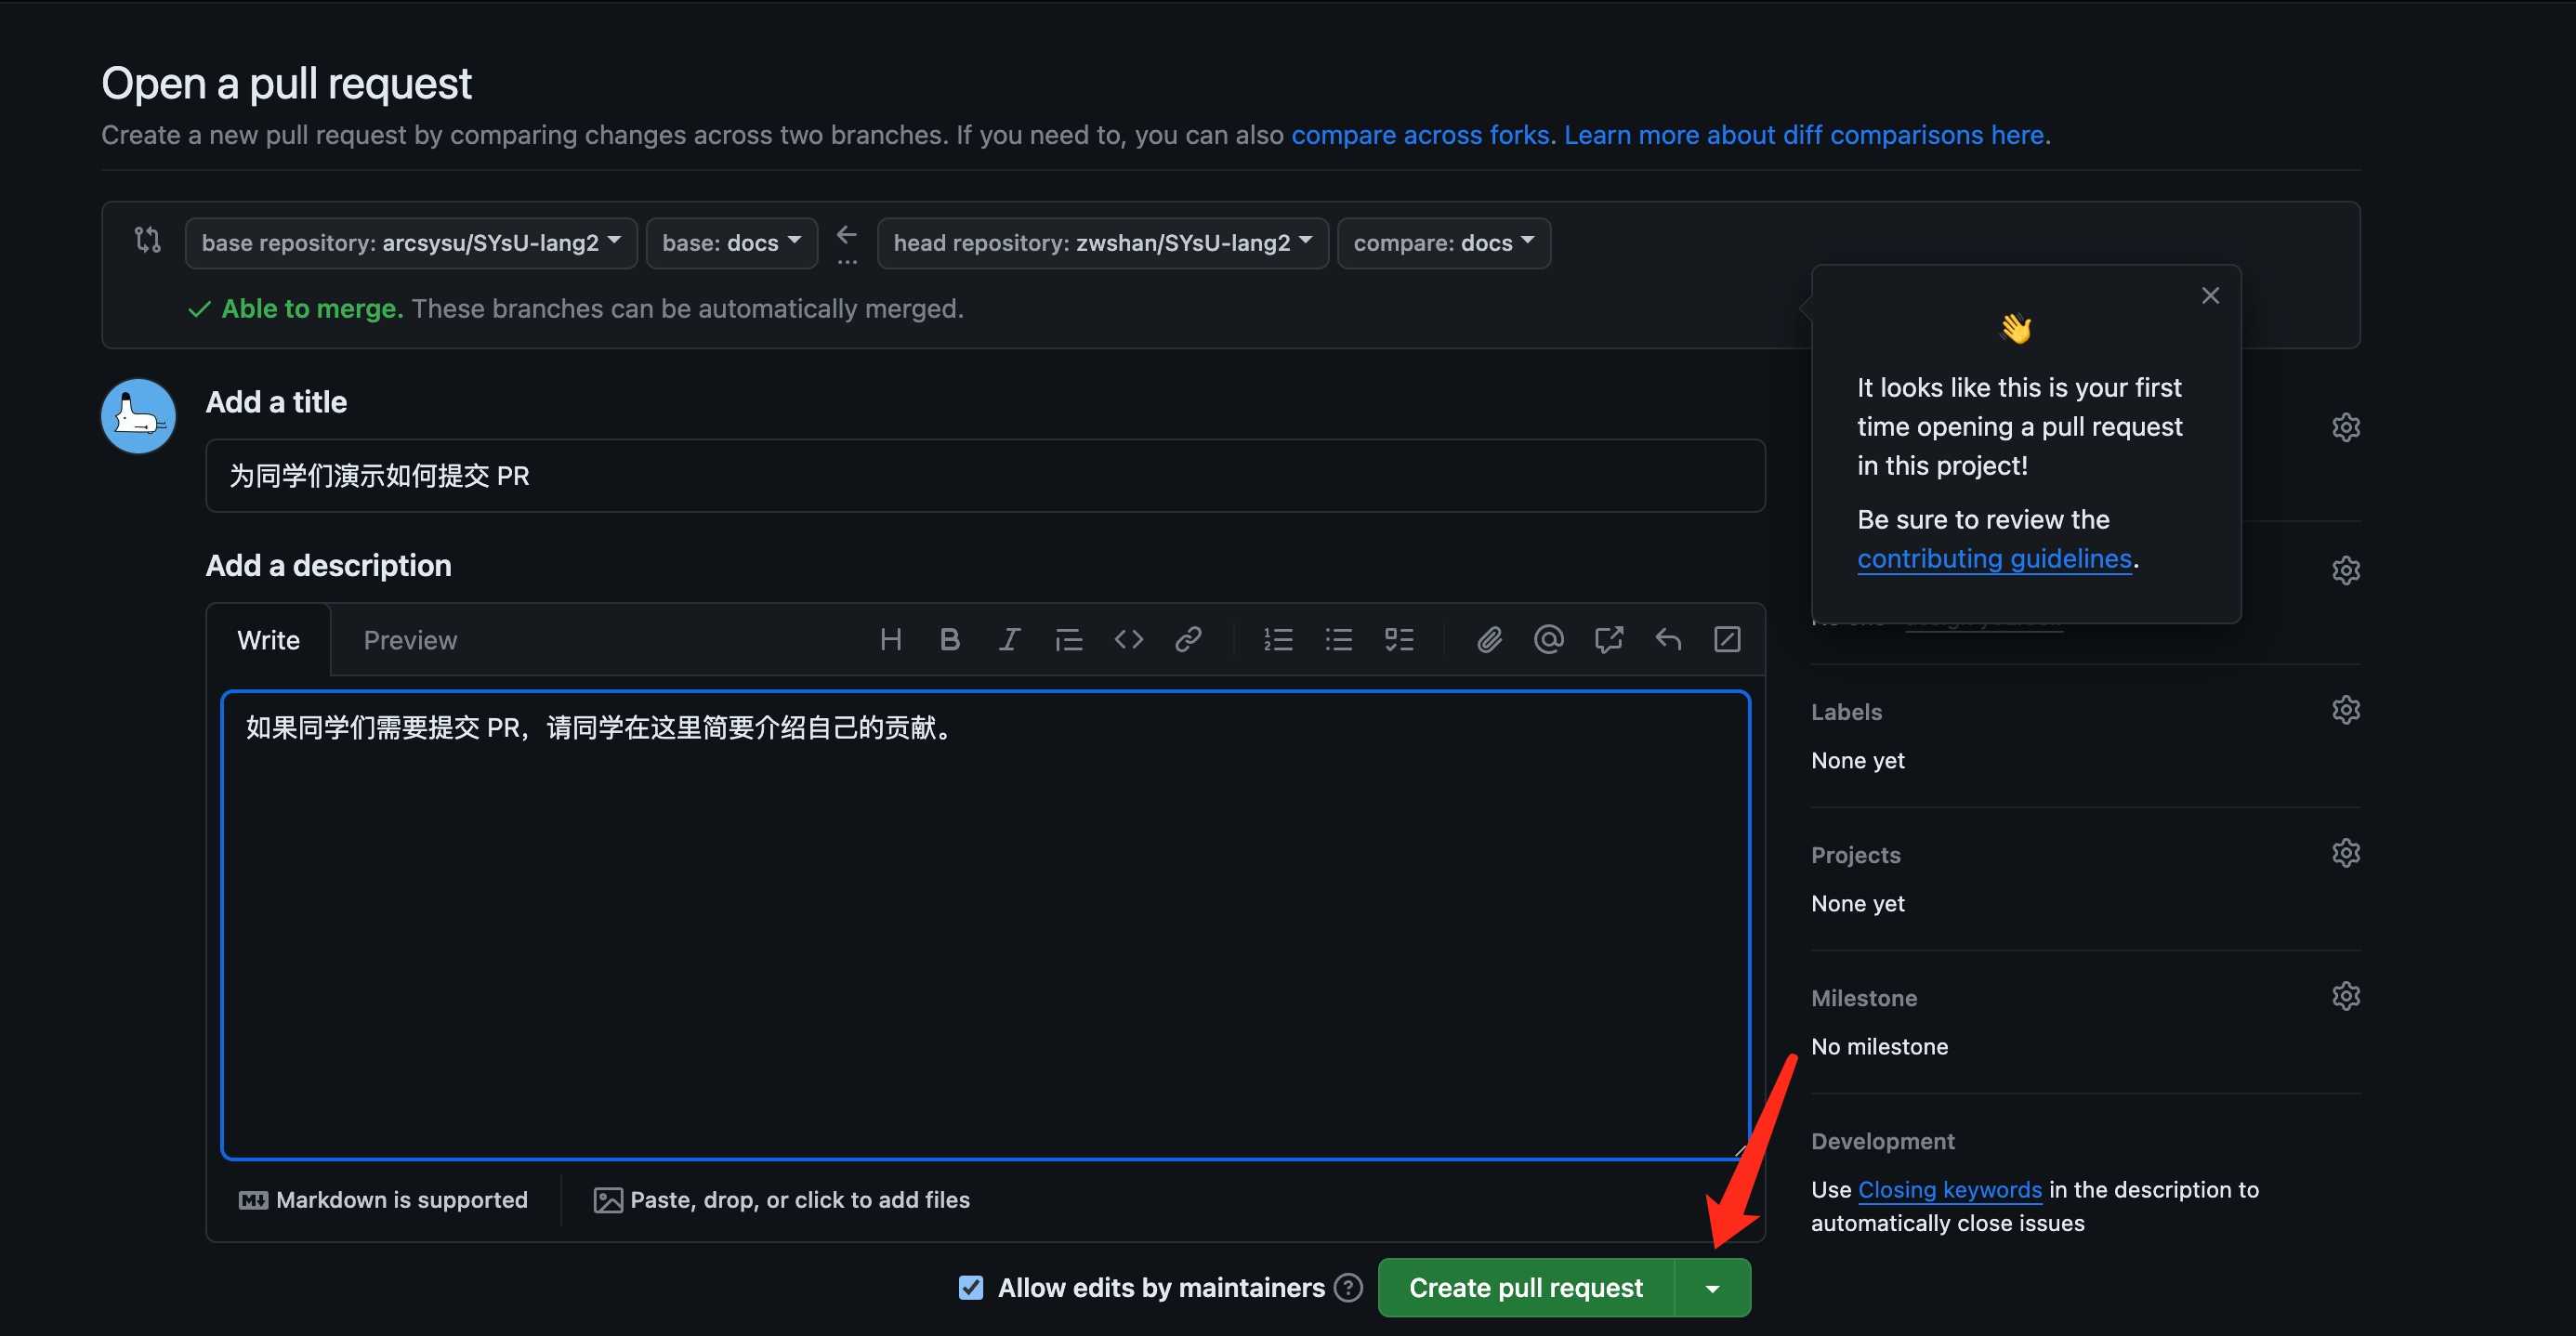 Open a pull request
Create a new pull request by comparing changes across two branches. If you need to, you can also compare across forks. Learn more about diff comparisons here.
base repository: arcsysu/SYsU-lang2
base: docs
head repository: zwshan/SYsU-lang2
compare: docs
Able to merge. These branches can be automatically merged.
It looks like this is your first
time opening a pull request
in this project!
Be sure to review the
contributing guidelines.
Add a title
为同学们演示如何提交 PR
Add a description
Write
Preview
如果同学们需要提交 PR，请同学在这里简要介绍自己的贡献。
Markdown is supported
Paste, drop, or click to add files
Allow edits by maintainers
Create pull request
Labels
None yet
Projects
None yet
Milestone
No milestone
Development
Use Closing keywords in the description to
automatically close issues